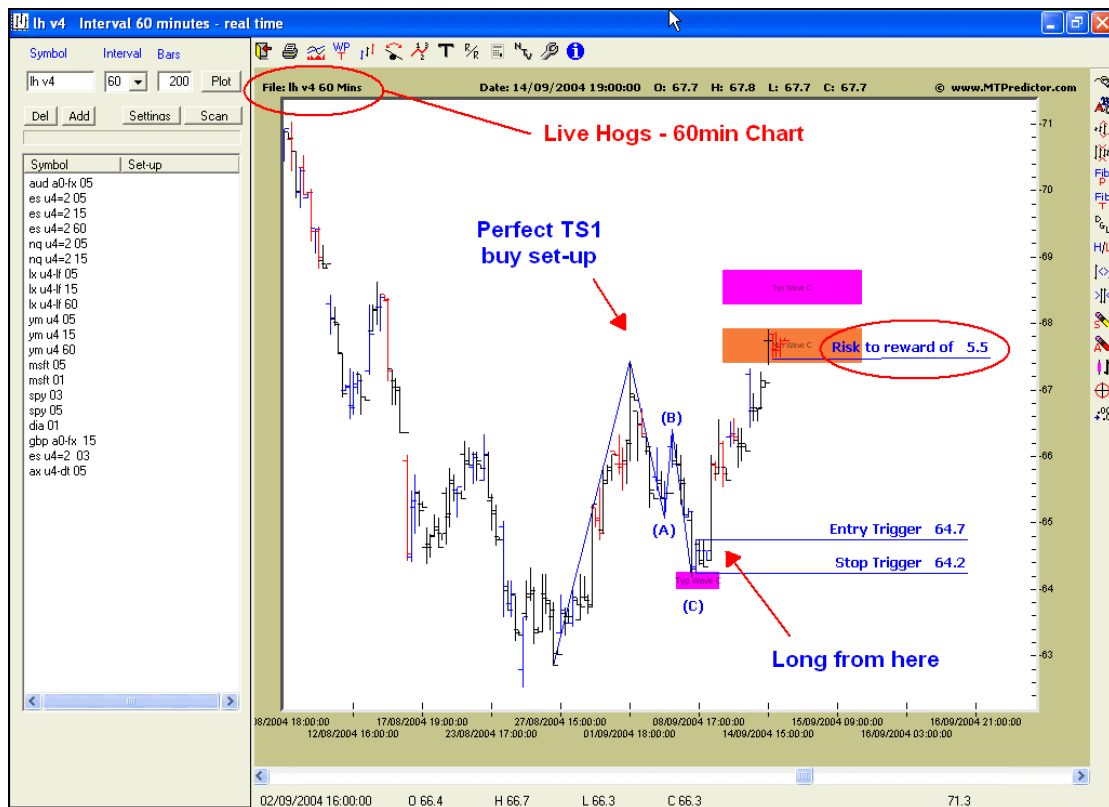 lh v4 Interval 60 minutes - real time
Symbol Interval Bars
lh v4 60 200 Plot
Del Add Settings Scan
Symbol Set-up
aud a0-fx 05
es u4=2 05
es u4=2 15
es u4=2 60
nq u4=2 05
nq u4=2 15
lx u4-lf 05
lx u4-lf 15
lx u4-lf 60
ym u4 05
ym u4 15
ym u4 60
msft 05
msft 01
spy 03
spy 05
dia 01
gbp a0-fx 15
es u4=2 03
ax u4-dt 05
WP T T R/R
File: lh v4 60 Mins Date: 14/09/2004 19:00:00 O: 67.7 H: 67.8 L: 67.7 C: 67.7 © www.MTPredictor.com
Live Hogs - 60min Chart
Perfect TS1
buy set-up
Typ Wave C
Wave C
Risk to reward of 5.5
(B)
(A)
Entry Trigger 64.7
Stop Trigger 64.2
Typ Wave C
(C)
Long from here
71
70
69
68
67
66
65
64
63
Fib P
Fib T
H/L
08/2004 18:00:00 17/08/2004 19:00:00 27/08/2004 15:00:00 08/09/2004 17:00:00 15/09/2004 09:00:00 16/09/2004 21:00:00
12/08/2004 16:00:00 23/08/2004 17:00:00 01/09/2004 18:00:00 14/09/2004 15:00:00 16/09/2004 03:00:00
02/09/2004 16:00:00 O 66.4 H 66.7 L 66.3 C 66.3 71.3